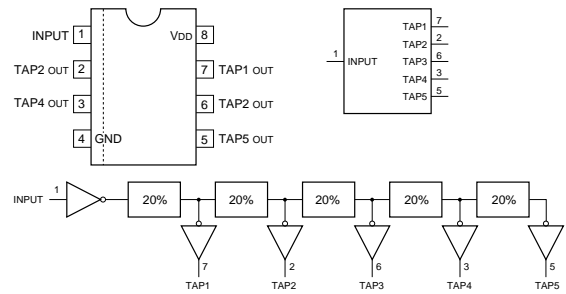 INPUT 1 VDD 8
TAP2 OUT 2 7 TAP1 OUT
TAP4 OUT 3 6 TAP2 OUT
4 GND 5 TAP5 OUT
1 INPUT
TAP1 7
TAP2 2
TAP3 6
TAP4 3
TAP5 5
INPUT 1 20% 20% 20% 20% 20%
7 2 6 3 5
TAP1 TAP2 TAP3 TAP4 TAP5